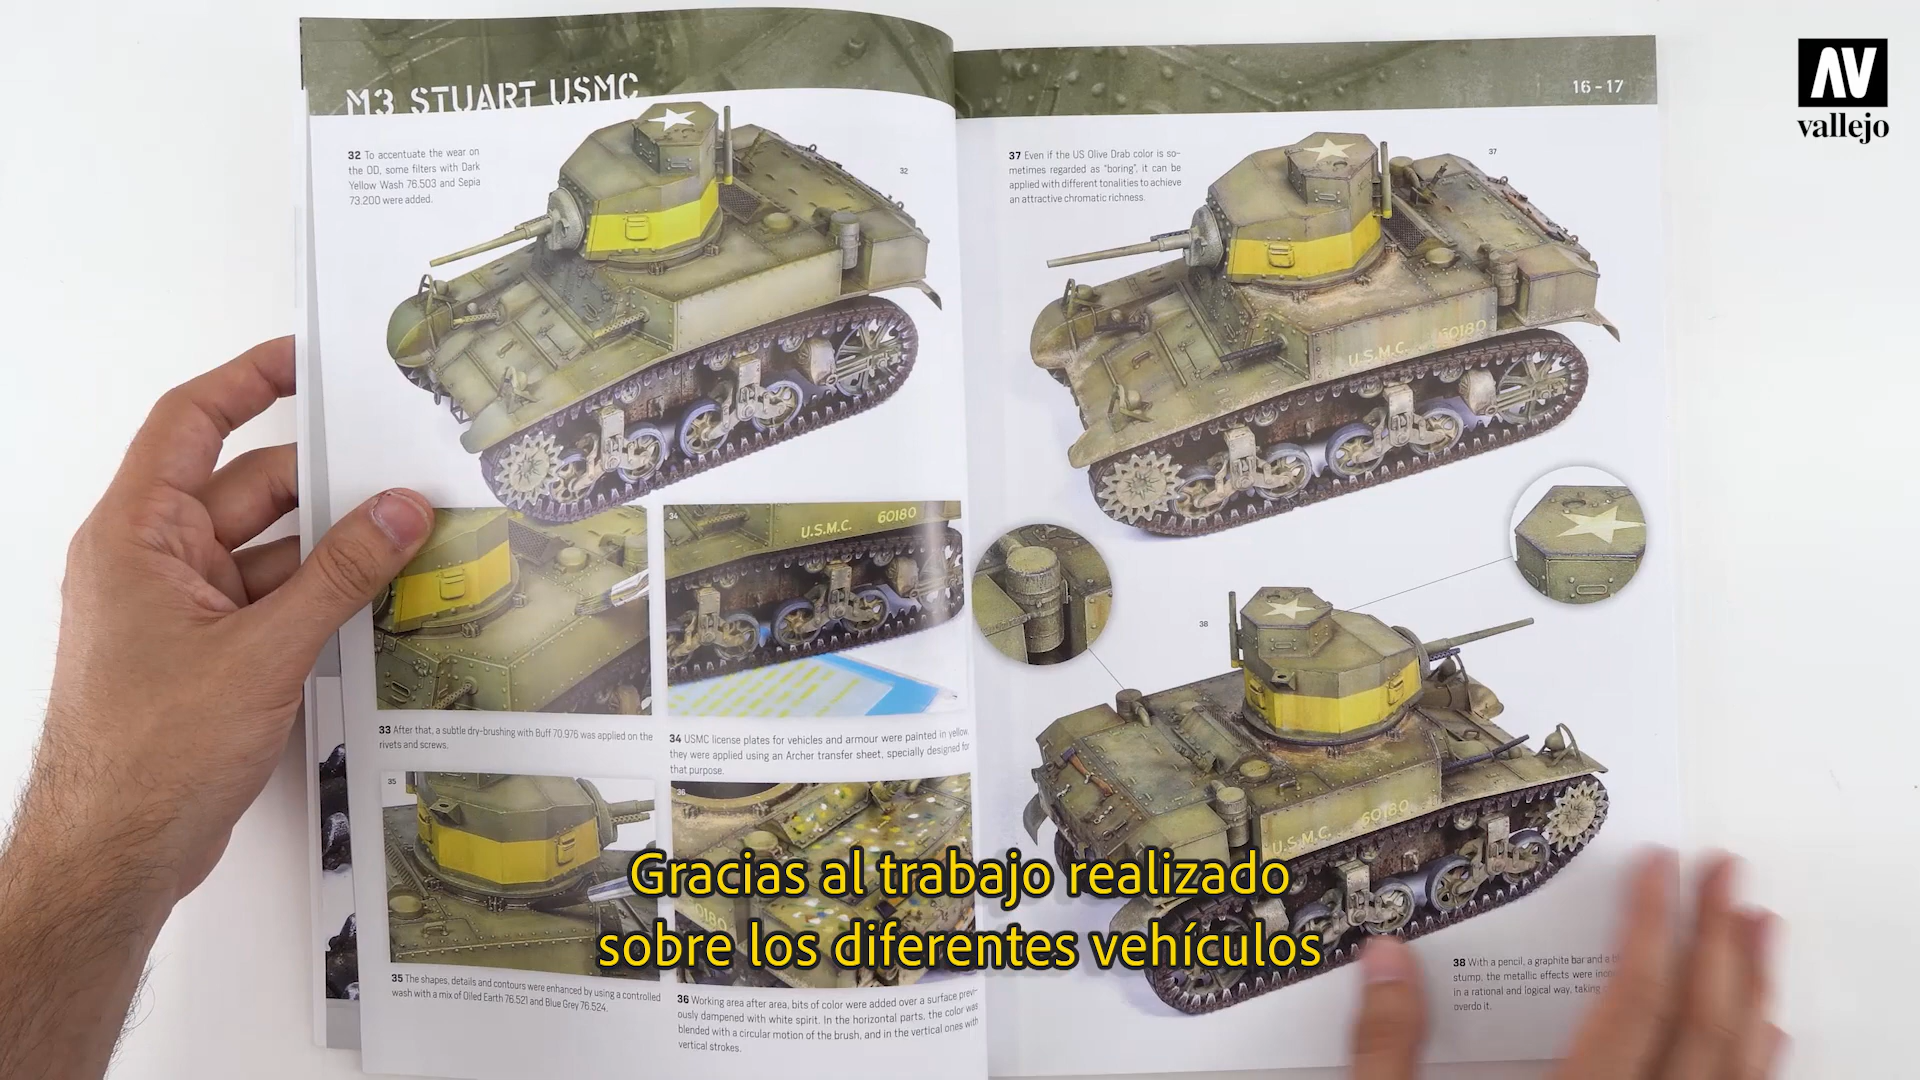 M3 STUART USMC
32 To accentuate the wear on
the OD, some filters with Dark
Yellow Wash 76.503 and Sepia
73.200 were added.
32
33 After that, a subtle dry-brushing with Buff 70.976 was applied on the
rivets and screws.
34
U.S.M.C. 60180
34 USMC license plates for vehicles and armour were painted in yellow,
they were applied using an Archer transfer sheet, specially designed for
that purpose.
35
35 The shapes, details and contours were enhanced by using a controlled
wash with a mix of Oiled Earth 76.521 and Blue Grey 76.524.
36
0180
36 Working area after area, bits of color were added over a surface previ-
ously dampened with white spirit. In the horizontal parts, the color was
blended with a circular motion of the brush, and in the vertical ones with
vertical strokes.
16-17
37 Even if the US Olive Drab color is so-
metimes regarded as "boring", it can be
applied with different tonalities to achieve
an attractive chromatic richness.
37
U.S.M.C. 60180
38
U.S.M.C. 60180
38 With a pencil, a graphite bar and a
stump, the metallic effects were
in a rational and logical way, taking
overdo it.
AV
vallejo
Gracias al trabajo realizado
sobre los diferentes vehículos